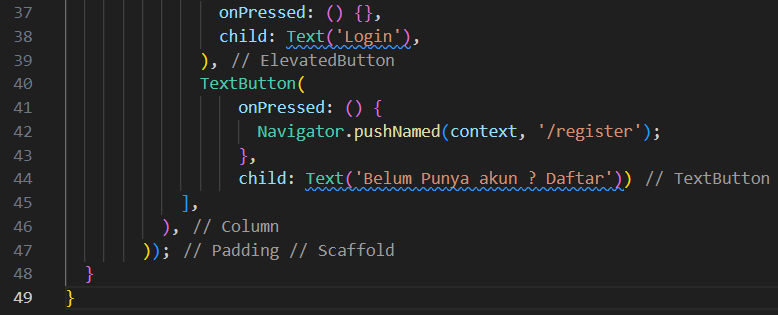 37 onPressed: () {},
38 child: Text('Login'),
39 ), // ElevatedButton
40 TextButton(
41 onPressed: () {
42 Navigator.pushNamed(context, '/register');
43 },
44 child: Text('Belum Punya akun ? Daftar')) // TextButton
45 ],
46 ), // Column
47 )); // Padding // Scaffold
48 }
49 }